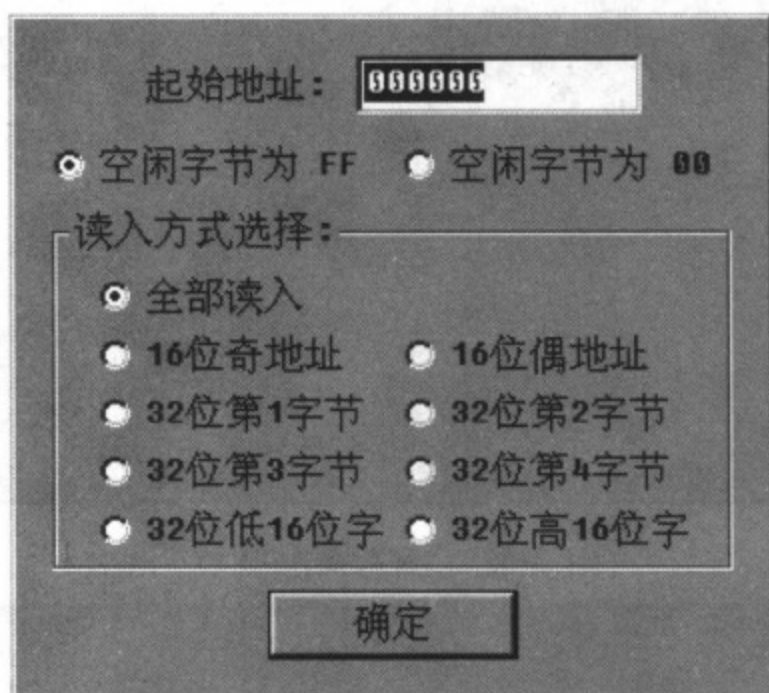 起始地址: 000000
空闲字节为 FF 空闲字节为 00
读入方式选择:
全部读入
16位奇地址 16位偶地址
32位第1字节 32位第2字节
32位第3字节 32位第4字节
32位低16位字 32位高16位字
确定